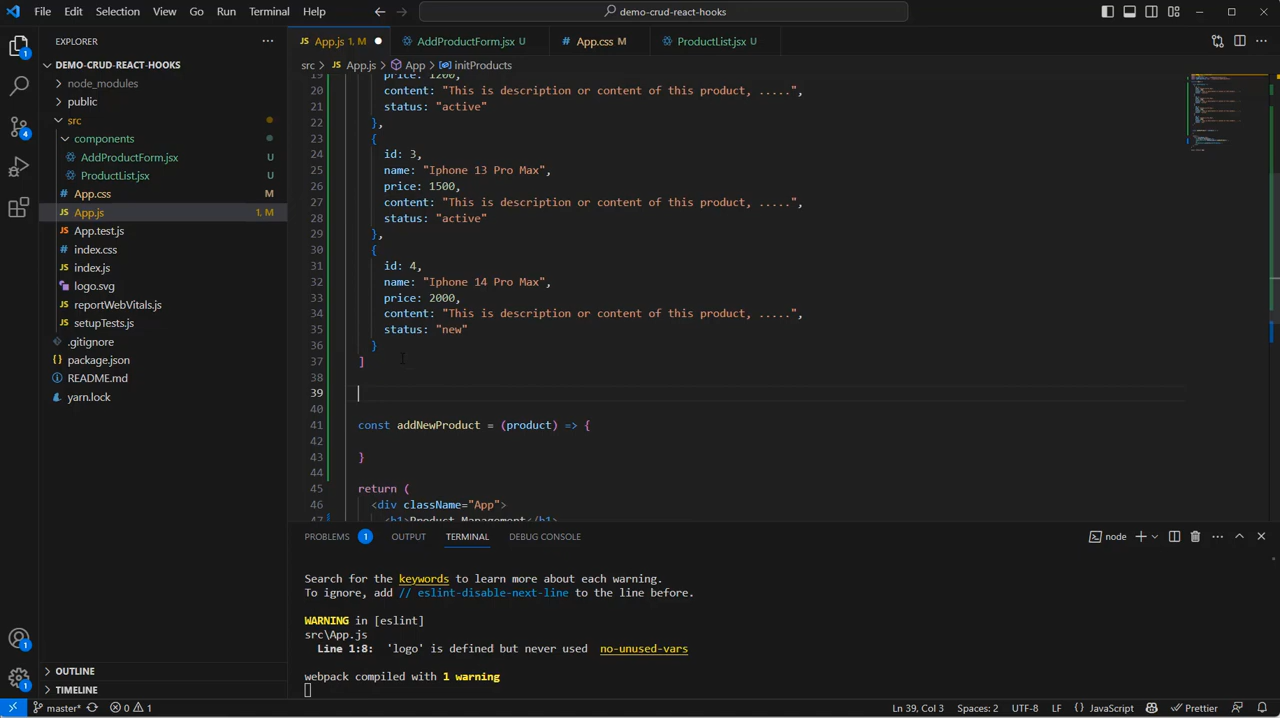 File Edit Selection View Go Run Terminal Help
demo-crud-react-hooks
EXPLORER
DEMO-CRUD-REACT-HOOKS
node_modules
public
src
components
AddProductForm.jsx U
ProductList.jsx U
App.css M
App.js 1, M
App.test.js
index.css
index.js
logo.svg
reportWebVitals.js
setupTests.js
.gitignore
package.json
README.md
yarn.lock
OUTLINE
TIMELINE
App.js 1, M
AddProductForm.jsx U
App.css M
ProductList.jsx U
src > App.js > App > initProducts
19 price: 1200,
20 content: "This is description or content of this product, .....",
21 status: "active"
22 },
23 {
24 id: 3,
25 name: "Iphone 13 Pro Max",
26 price: 1500,
27 content: "This is description or content of this product, .....",
28 status: "active"
29 },
30 {
31 id: 4,
32 name: "Iphone 14 Pro Max",
33 price: 2000,
34 content: "This is description or content of this product, .....",
35 status: "new"
36 }
37 ]
38
39
40
41 const addNewProduct = (product) => {
42
43 }
44
45 return (
46 <div className="App">
47 <h1>Product Management</h1>
PROBLEMS 1 OUTPUT TERMINAL DEBUG CONSOLE
node
Search for the keywords to learn more about each warning.
To ignore, add // eslint-disable-next-line to the line before.
WARNING in [eslint]
src\App.js
Line 1:8: 'logo' is defined but never used no-unused-vars
webpack compiled with 1 warning
master* 0 1
Ln 39, Col 3 Spaces: 2 UTF-8 LF JavaScript Prettier